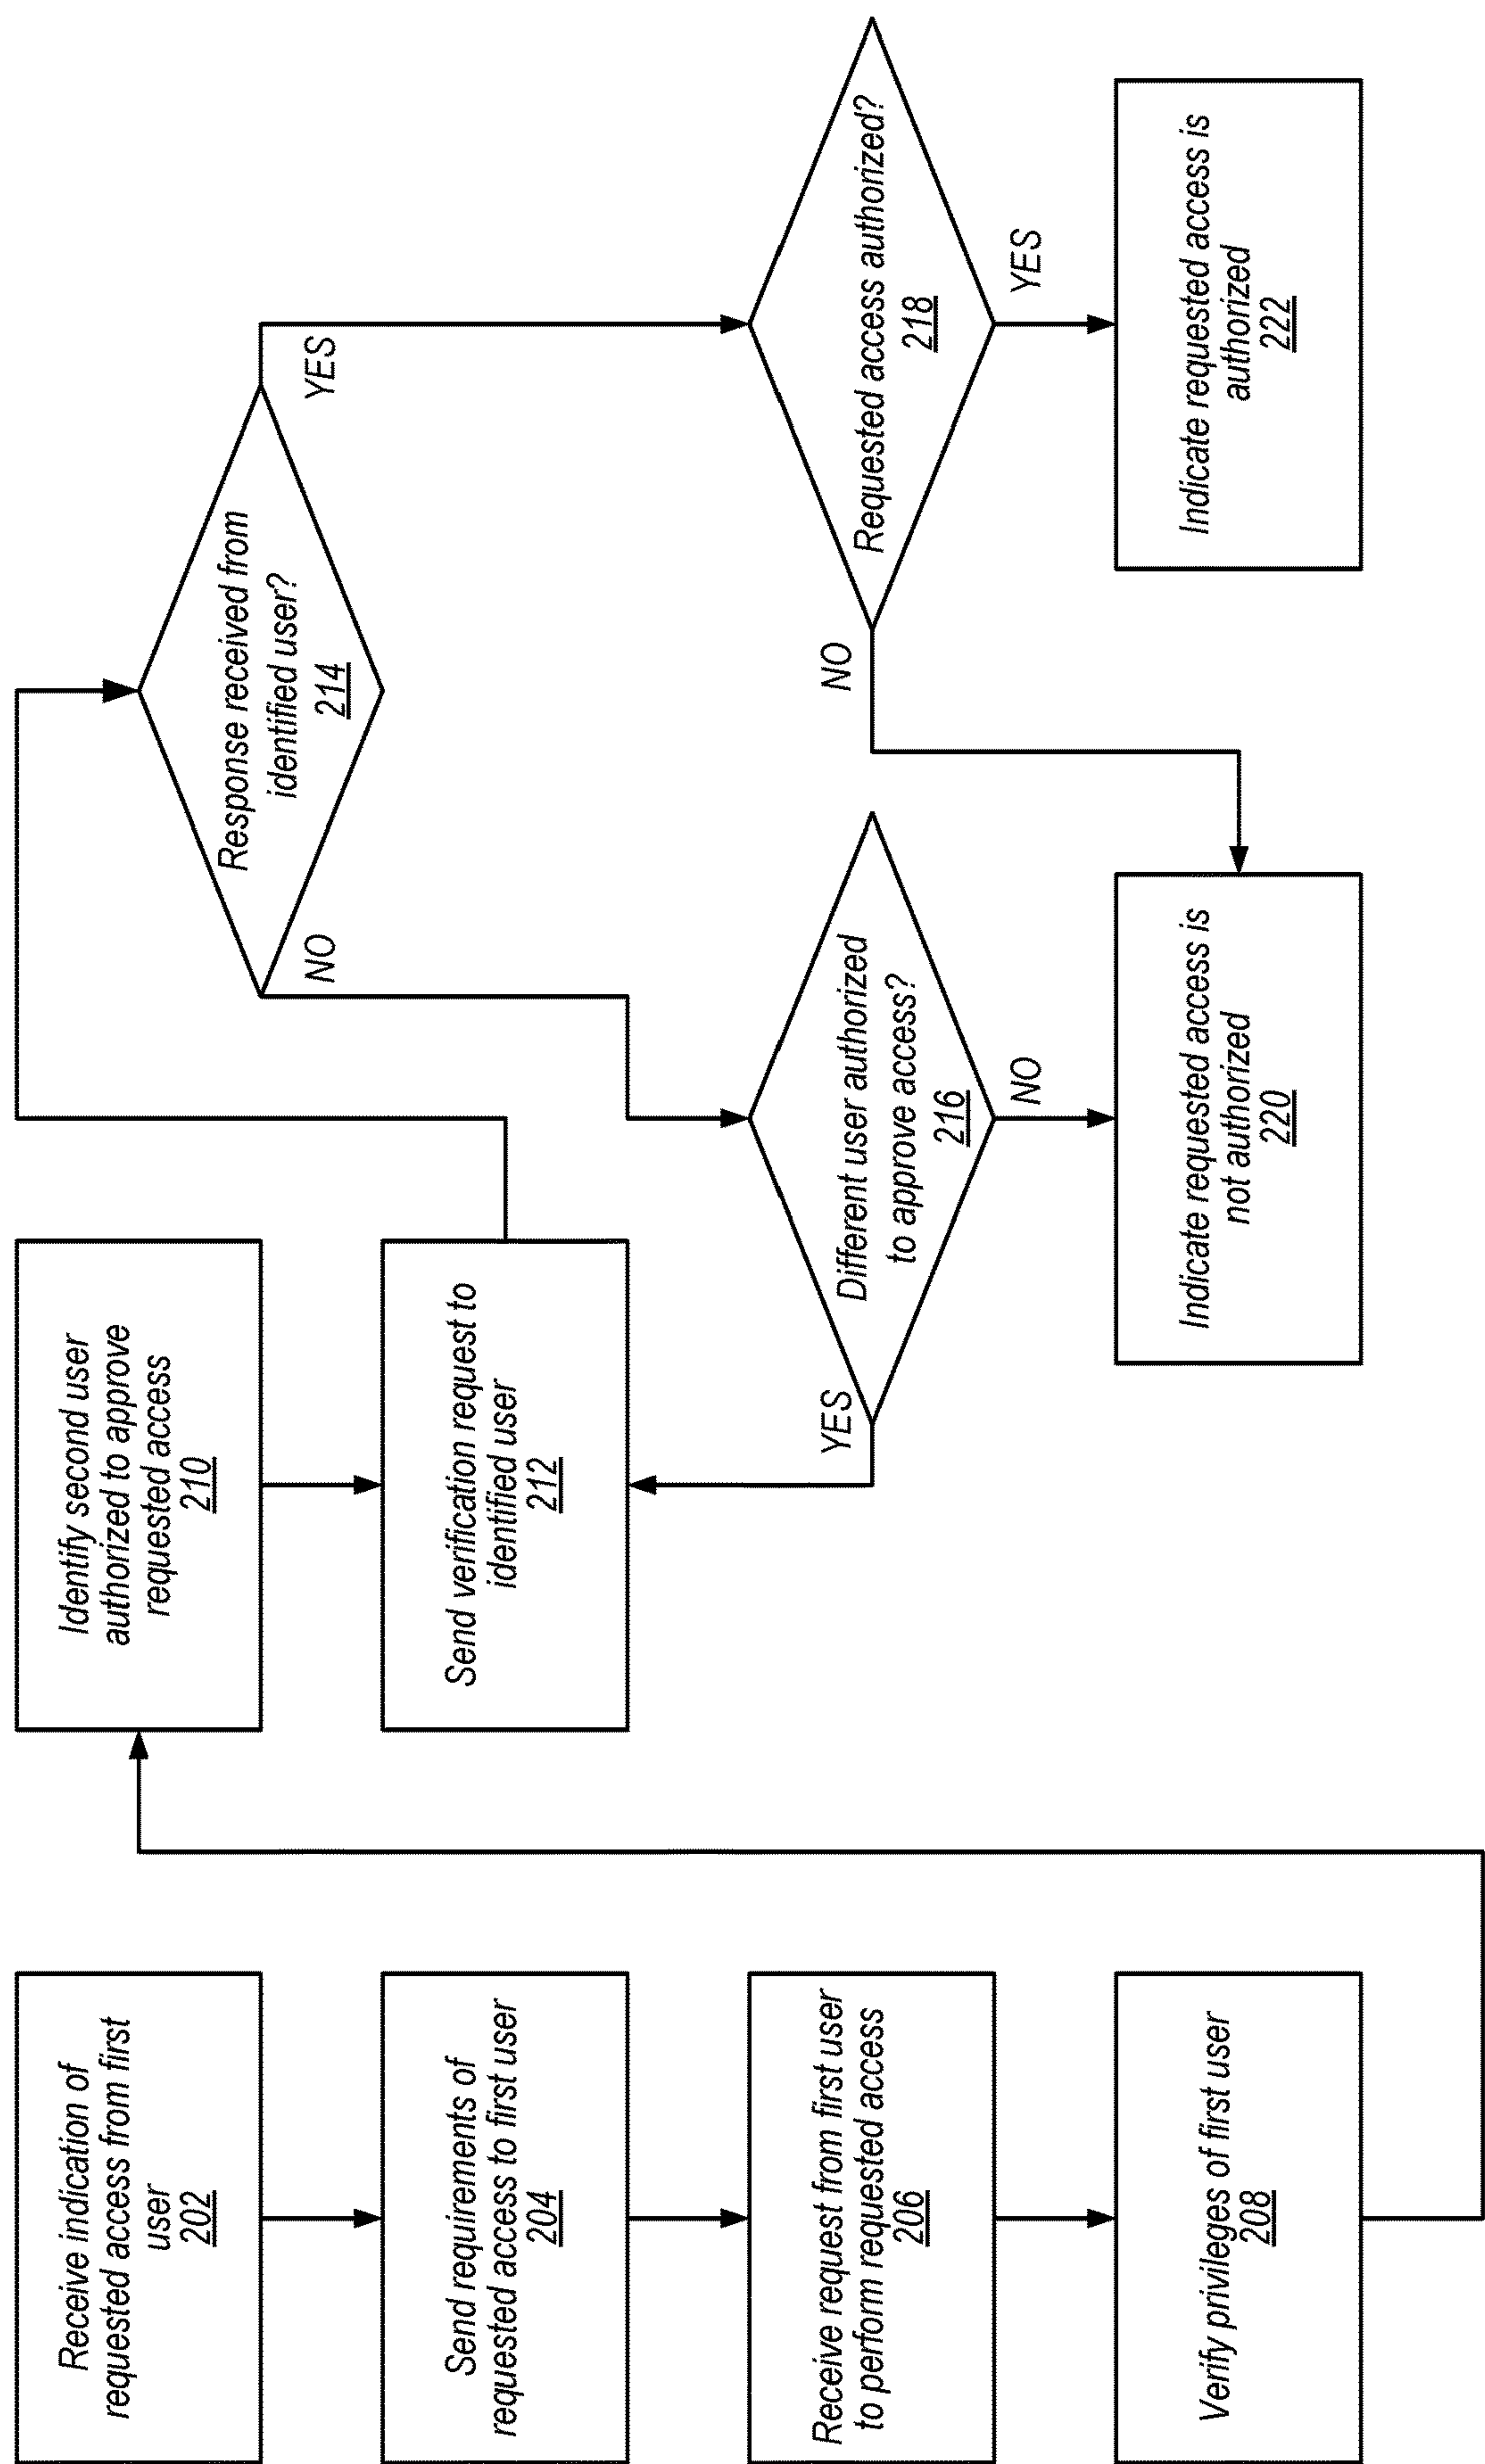 Receive indication of
requested access from first
user
202
Send requirements of
requested access to first user
204
Receive request from first user
to perform requested access
206
Verify privileges of first user
208
Identify second user
authorized to approve
requested access
210
Send verification request to
identified user
212
Response received from
identified user?
214
NO
YES
Different user authorized
to approve access?
216
YES
NO
Requested access authorized?
218
NO
YES
Indicate requested access is
not authorized
220
Indicate requested access is
authorized
222